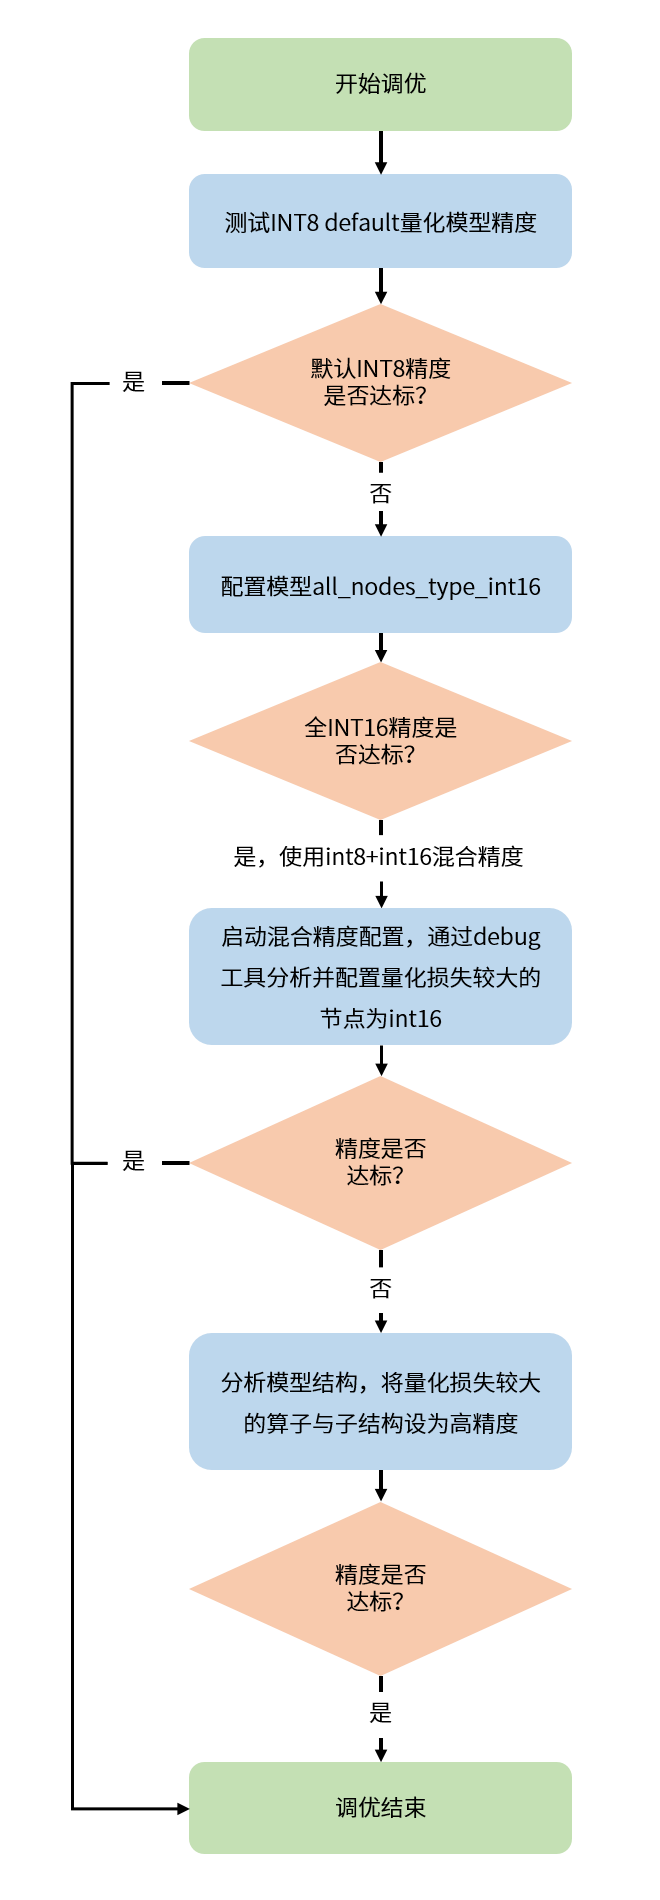 开始调优
测试INT8 default量化模型精度
默认INT8精度
是否达标?
是
否
配置模型all_nodes_type_int16
全INT16精度是
否达标?
是，使用int8+int16混合精度
启动混合精度配置，通过debug
工具分析并配置量化损失较大的
节点为int16
精度是否
达标?
是
否
分析模型结构，将量化损失较大
的算子与子结构设为高精度
精度是否
达标?
是
调优结束